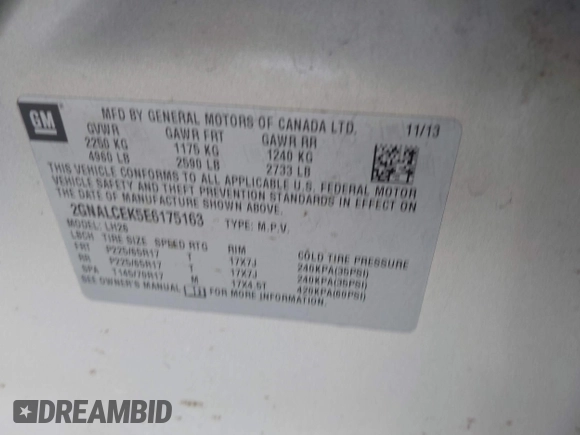 GM
MFD BY GENERAL MOTORS OF CANADA LTD. 11/13
GVWR GAWR FRT GAWR RR
2250 KG 1175 KG 1240 KG
4960 LB 2590 LB 2733 LB
THIS VEHICLE CONFORMS TO ALL APPLICABLE U.S. FEDERAL MOTOR
VEHICLE SAFETY AND THEFT PREVENTION STANDARDS IN EFFECT
ON THE DATE OF MANUFACTURE SHOWN ABOVE.
2GNALCEK5E6175163 TYPE: M.P.V.
MODEL: LH26
LBCH TIRE SIZE SPEED RTG RIM COLD TIRE PRESSURE
FRT P225/65R17 T 17X7J 240KPA(35PSI)
RR P225/65R17 T 17X7J 240KPA(35PSI)
SPA T145/70R17 M 17X4.5T 420KPA(60PSI)
SEE OWNER'S MANUAL FOR MORE INFORMATION.
DREAMBID